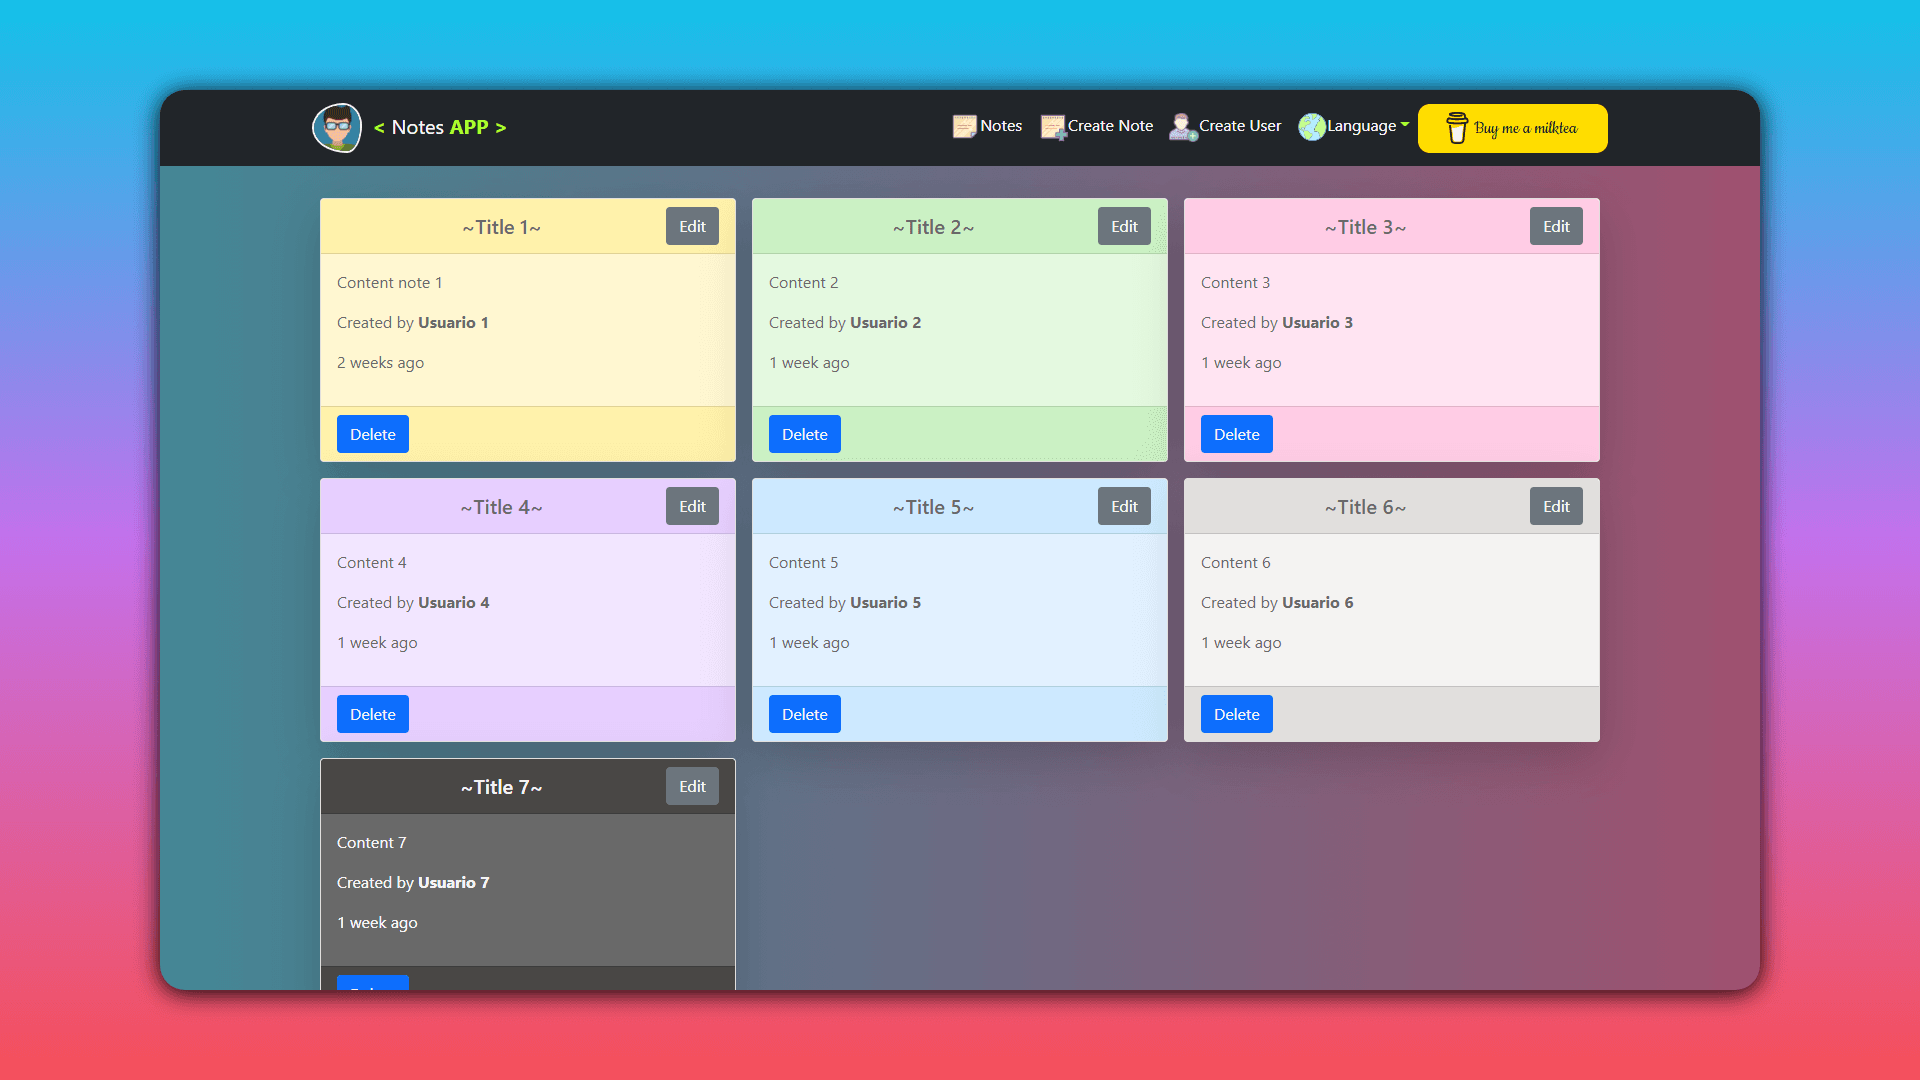 < Notes APP >
Notes
Create Note
Create User
Language
Buy me a milktea
~Title 1~
Edit
Content note 1
Created by Usuario 1
2 weeks ago
Delete
~Title 2~
Edit
Content 2
Created by Usuario 2
1 week ago
Delete
~Title 3~
Edit
Content 3
Created by Usuario 3
1 week ago
Delete
~Title 4~
Edit
Content 4
Created by Usuario 4
1 week ago
Delete
~Title 5~
Edit
Content 5
Created by Usuario 5
1 week ago
Delete
~Title 6~
Edit
Content 6
Created by Usuario 6
1 week ago
Delete
~Title 7~
Edit
Content 7
Created by Usuario 7
1 week ago